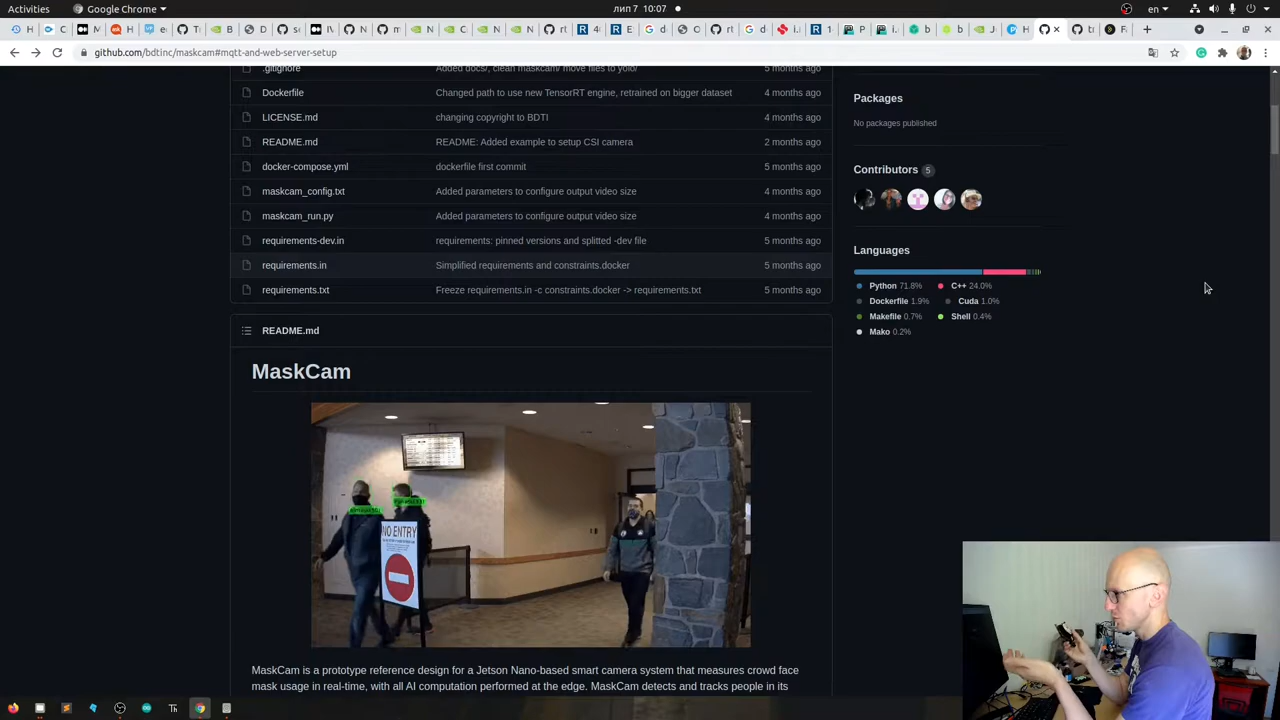 Activities
Google Chrome
лип 7 10:07
en
github.com/bdtinc/maskcam#mqtt-and-web-server-setup
.gitignore
Added docs/, clean maskcam/ move files to yolo/
5 months ago
Dockerfile
Changed path to use new TensorRT engine, retrained on bigger dataset
4 months ago
LICENSE.md
changing copyright to BDTI
4 months ago
README.md
README: Added example to setup CSI camera
2 months ago
docker-compose.yml
dockerfile first commit
5 months ago
maskcam_config.txt
Added parameters to configure output video size
4 months ago
maskcam_run.py
Added parameters to configure output video size
4 months ago
requirements-dev.in
requirements: pinned versions and splitted -dev file
5 months ago
requirements.in
Simplified requirements and constraints.docker
5 months ago
requirements.txt
Freeze requirements.in -c constraints.docker -> requirements.txt
5 months ago
Packages
No packages published
Contributors 5
Languages
Python 71.8%
C++ 24.0%
Dockerfile 1.9%
Cuda 1.0%
Makefile 0.7%
Shell 0.4%
Mako 0.2%
README.md
MaskCam
NO ENTRY
MaskCam is a prototype reference design for a Jetson Nano-based smart camera system that measures crowd face
mask usage in real-time, with all AI computation performed at the edge. MaskCam detects and tracks people in its